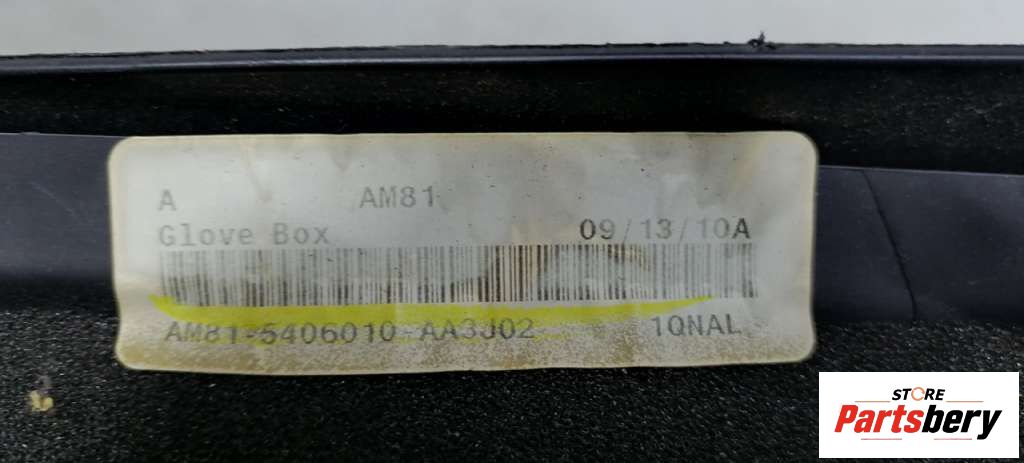 A AM81
Glove Box 09/13/10A
AM81-5406010-AA3J02 1QNAL
STORE
Partsbery